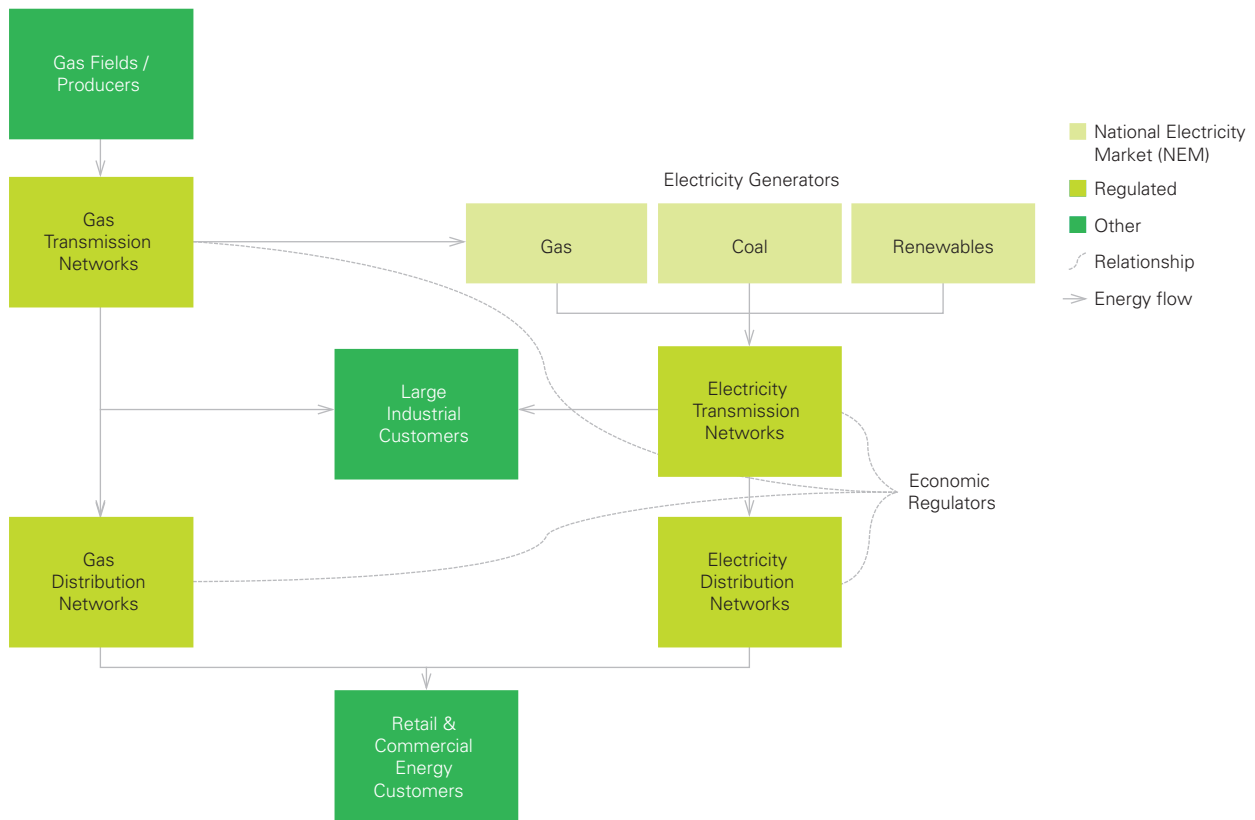 Gas Fields /
Producers
National Electricity
Market (NEM)
Regulated
Other
Relationship
Energy flow
Electricity Generators
Gas
Transmission
Networks
Gas
Coal
Renewables
Large
Industrial
Customers
Electricity
Transmission
Networks
Economic
Regulators
Gas
Distribution
Networks
Electricity
Distribution
Networks
Retail &
Commercial
Energy
Customers